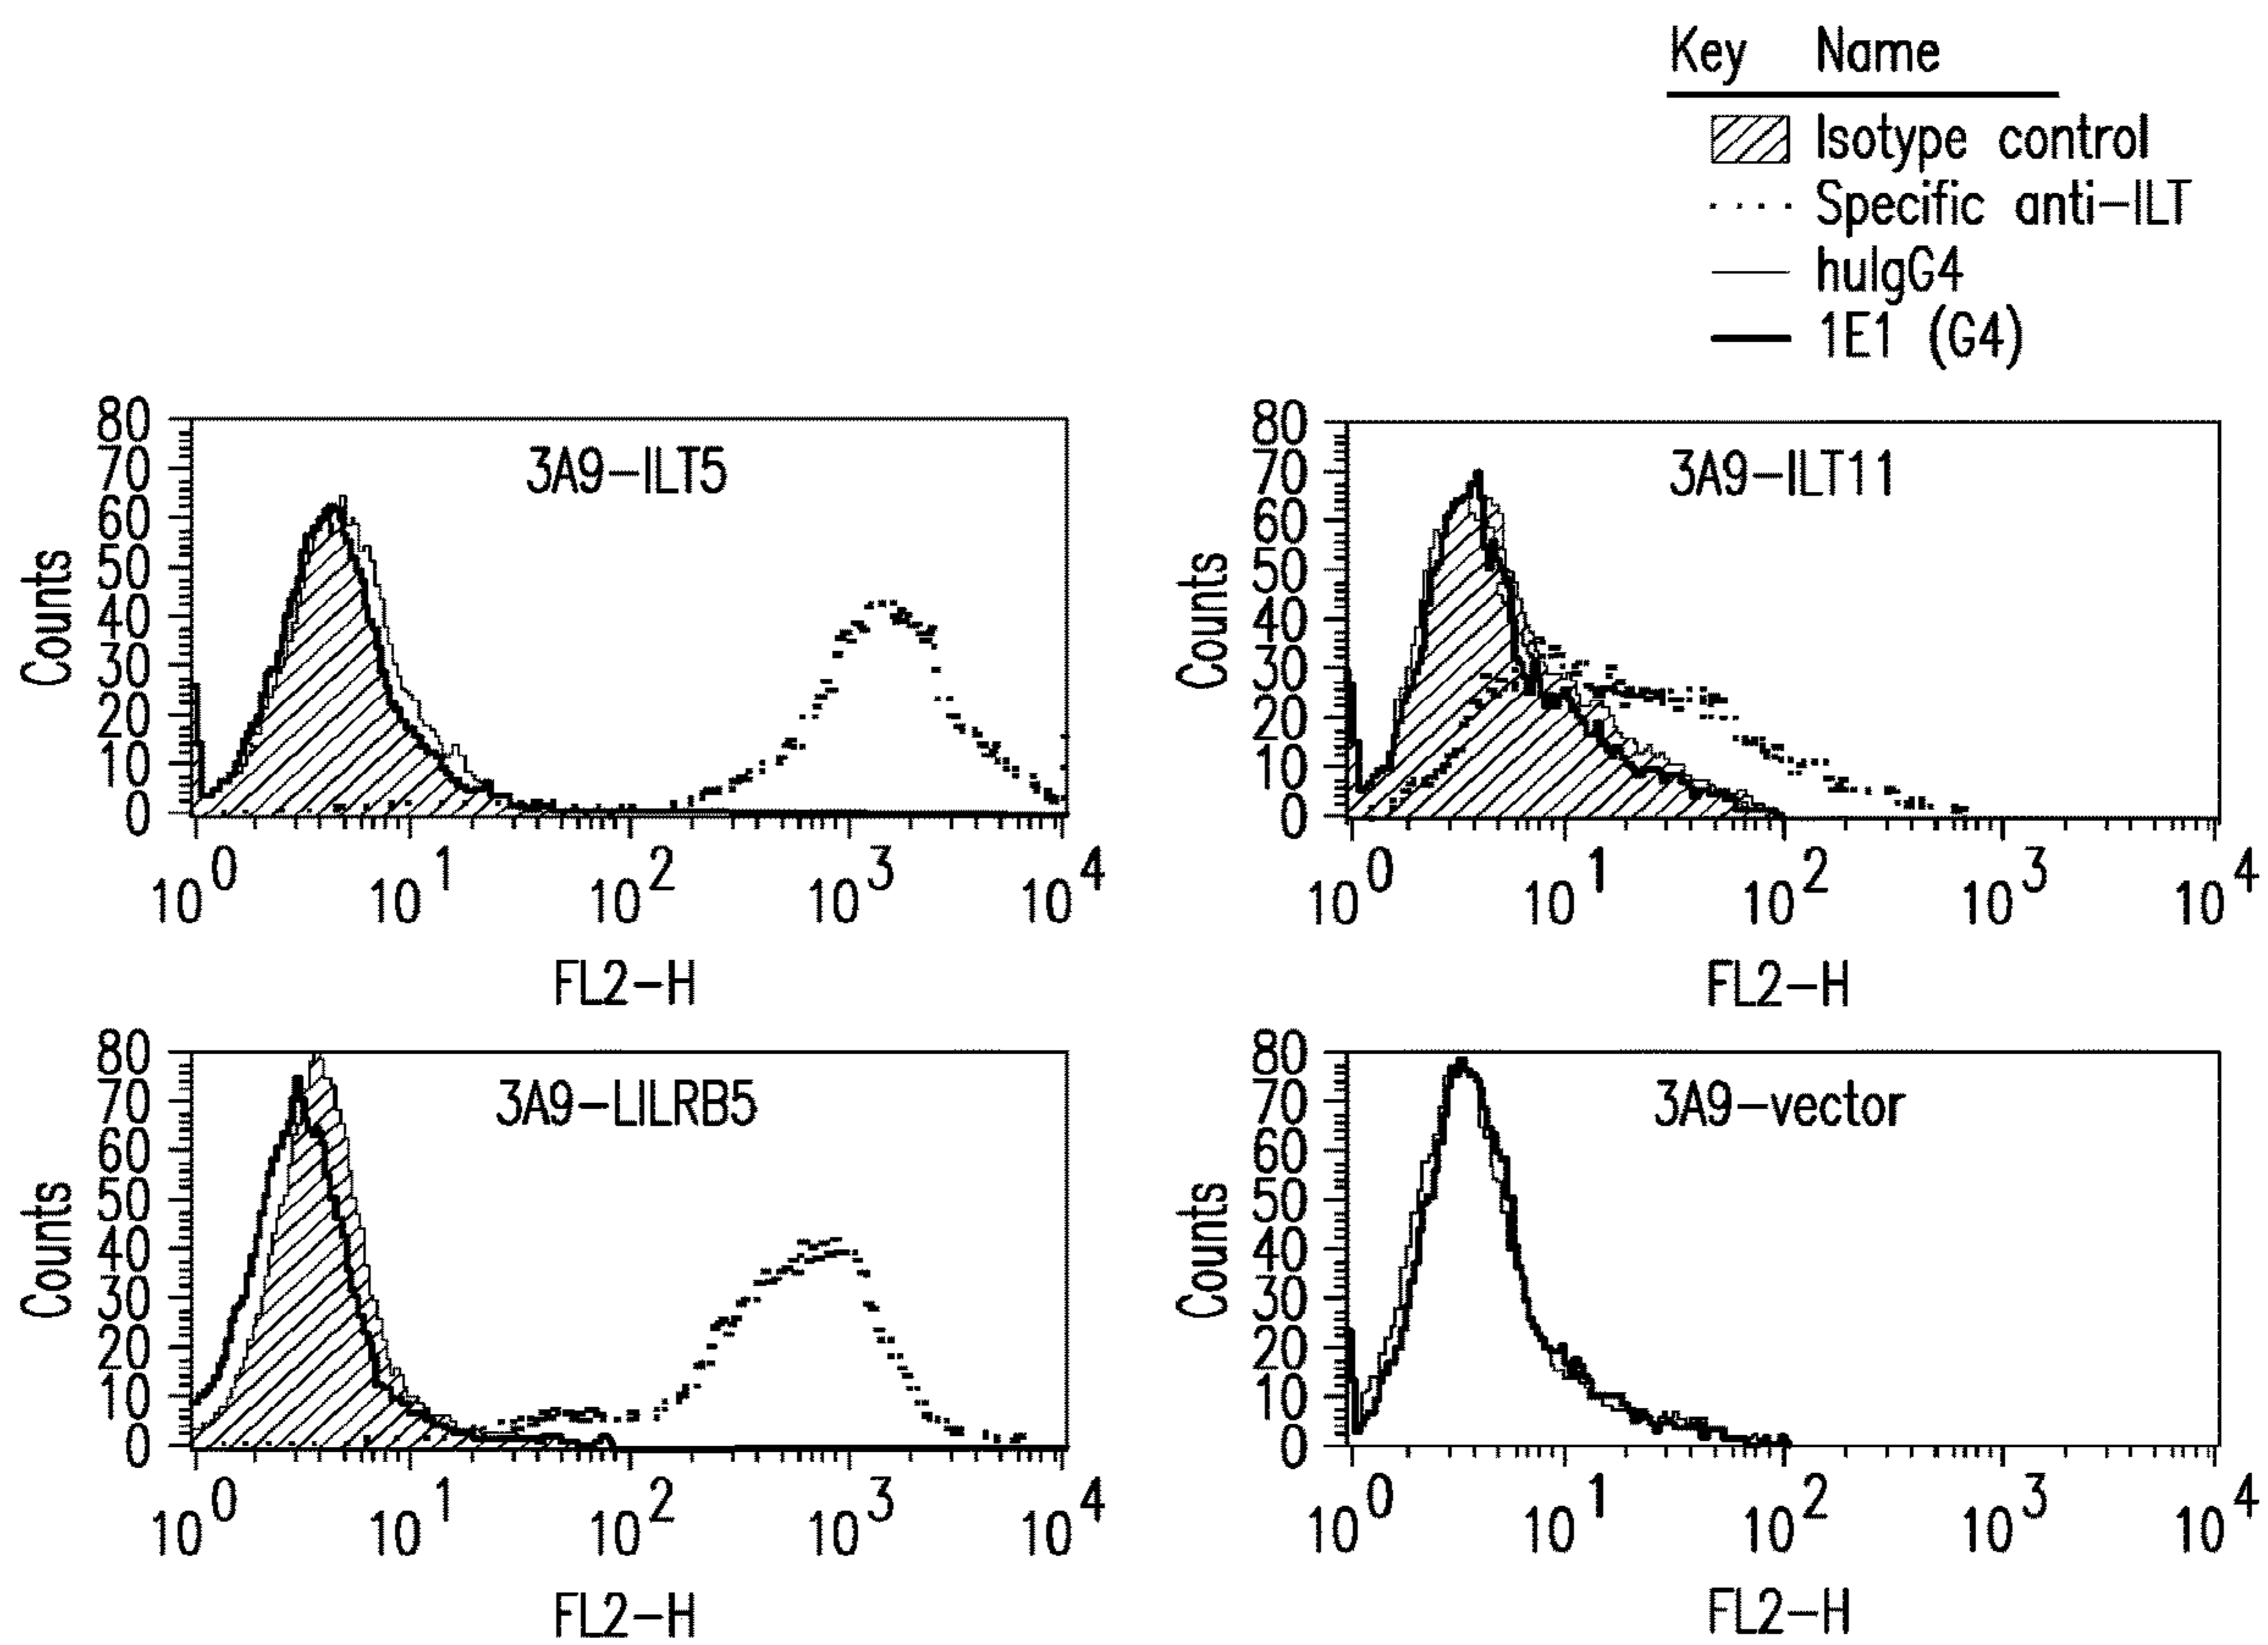 Key Name
Isotype control
Specific anti-ILT
huIgG4
1E1 (G4)
3A9-ILT5
Counts
80
70
60
50
40
30
20
10
0
10^0 10^1 10^2 10^3 10^4
FL2-H
3A9-ILT11
Counts
80
70
60
50
40
30
20
10
0
10^0 10^1 10^2 10^3 10^4
FL2-H
3A9-LILRB5
Counts
80
70
60
50
40
30
20
10
0
10^0 10^1 10^2 10^3 10^4
FL2-H
3A9-vector
Counts
80
70
60
50
40
30
20
10
0
10^0 10^1 10^2 10^3 10^4
FL2-H